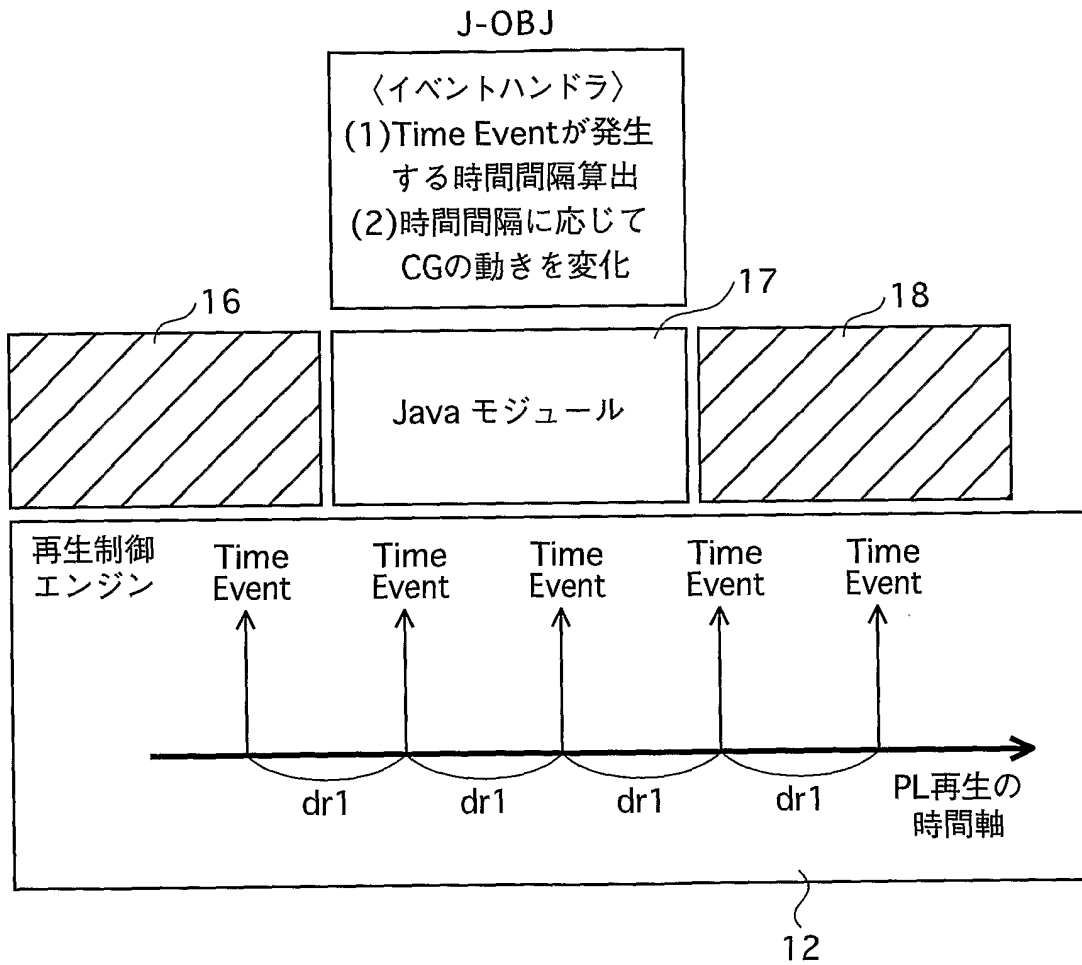 J-OBJ
〈イベントハンドラ〉
(1)Time Eventが発生
する時間間隔算出
(2)時間間隔に応じて
CGの動きを変化
16
17
18
Java モジュール
再生制御
エンジン
Time
Event
Time
Event
Time
Event
Time
Event
Time
Event
dr1
dr1
dr1
dr1
PL再生の
時間軸
12